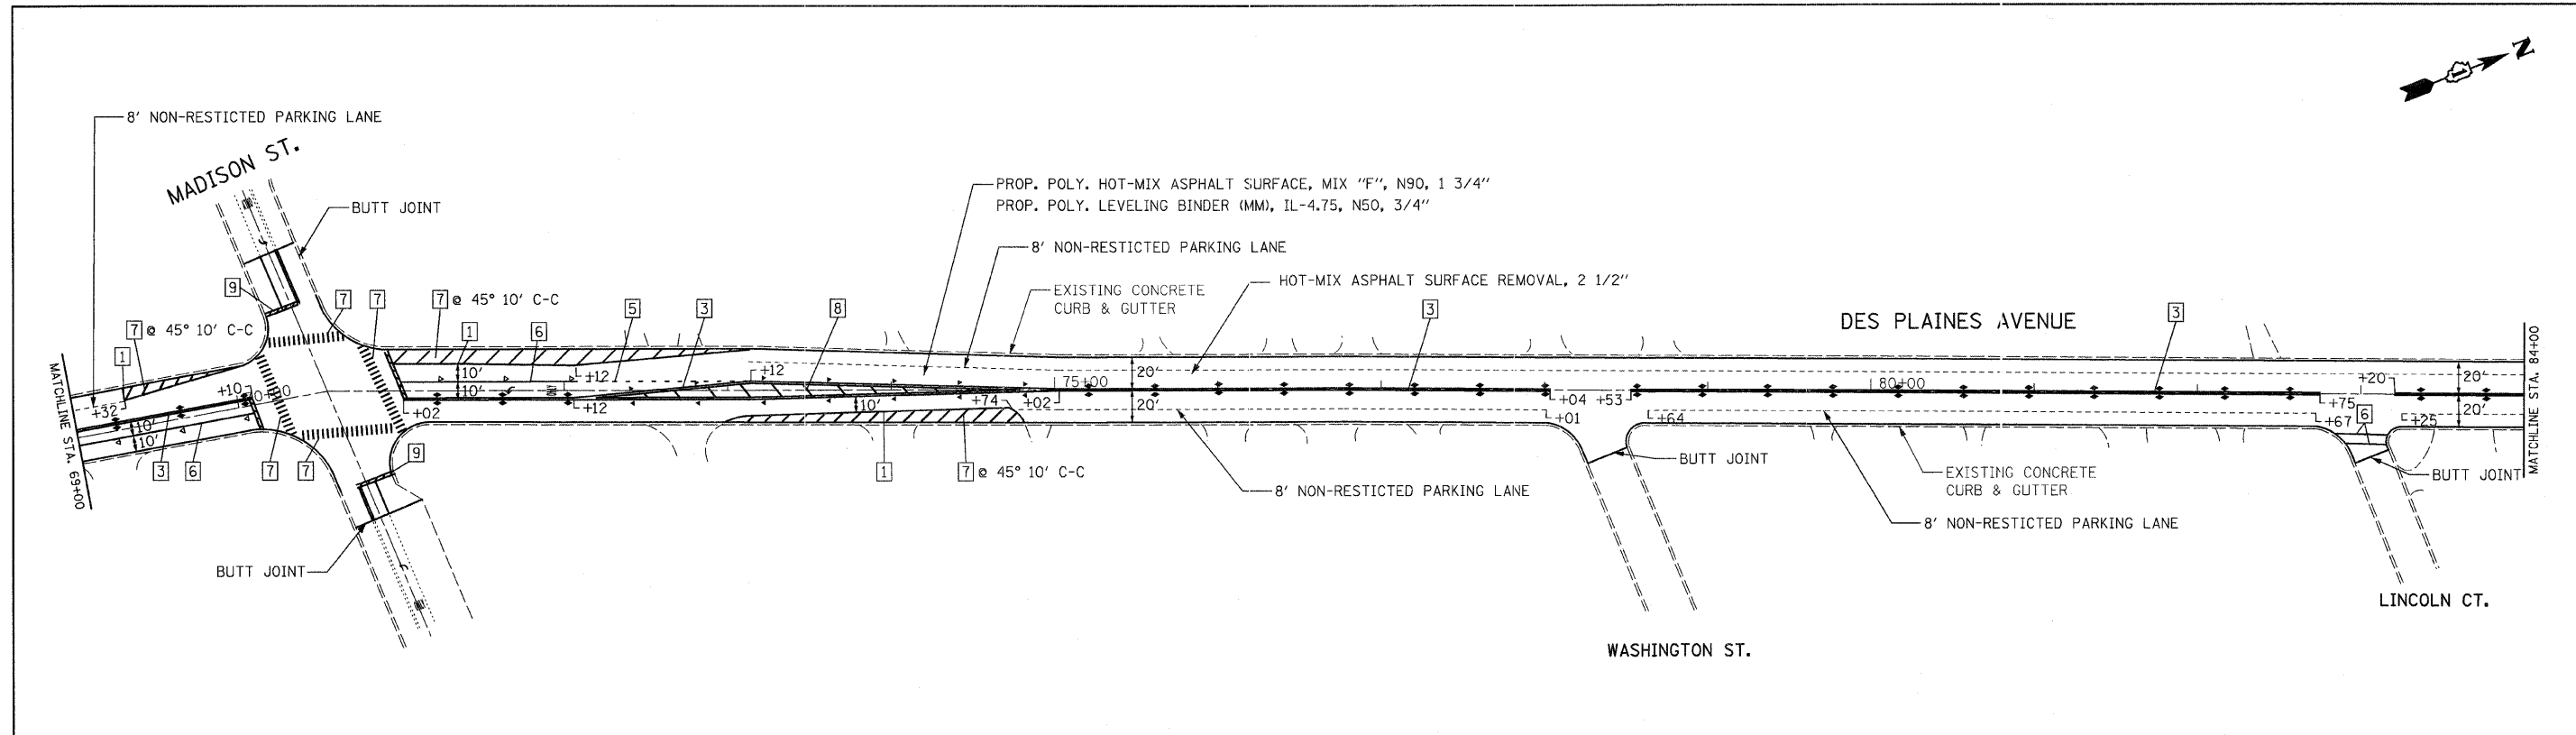 N
8' NON-RESTICTED PARKING LANE
MADISON ST.
BUTT JOINT
PROP. POLY. HOT-MIX ASPHALT SURFACE, MIX "F", N90, 1 3/4"
PROP. POLY. LEVELING BINDER (MM), IL-4.75, N50, 3/4"
8' NON-RESTICTED PARKING LANE
HOT-MIX ASPHALT SURFACE REMOVAL, 2 1/2"
EXISTING CONCRETE
CURB & GUTTER
DES PLAINES AVENUE
9
7
7
7 @ 45° 10' C-C
5
3
8
3
3
7 @ 45° 10' C-C
1
1
6
MATCHLINE STA. 69+00
MATCHLINE STA. 84+00
10'
10'
+12
+12
20'
20'
75+00
80+00
+20
20'
20'
+32
+10
10'
10'
+02
+12
10'
+74
+02
+04
+53
+01
+64
+75
+67
+25
6
3
6
7
7
9
1
7 @ 45° 10' C-C
8' NON-RESTICTED PARKING LANE
BUTT JOINT
EXISTING CONCRETE
CURB & GUTTER
BUTT JOINT
8' NON-RESTICTED PARKING LANE
BUTT JOINT
LINCOLN CT.
WASHINGTON ST.